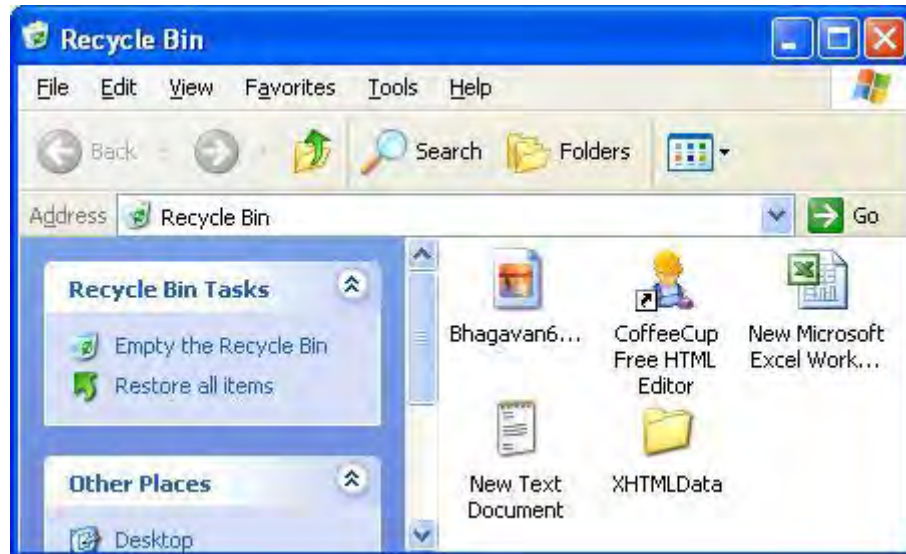 Recycle Bin
File Edit View Favorites Tools Help
Back Search Folders
Address Recycle Bin Go
Recycle Bin Tasks
Empty the Recycle Bin
Restore all items
Other Places
Desktop
Bhagavan6...
CoffeeCup
Free HTML
Editor
New Microsoft
Excel Work...
New Text
Document
XHTMLData